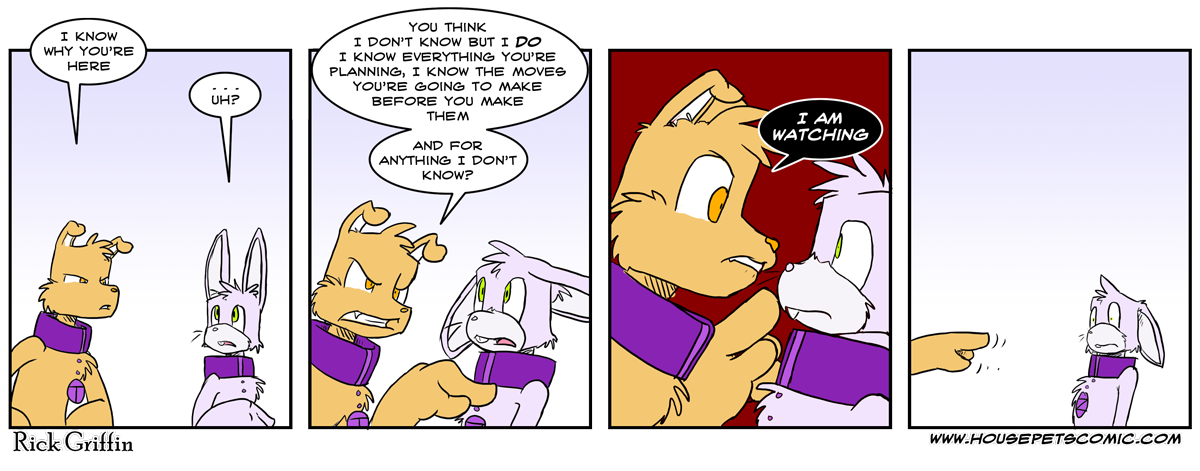 I KNOW
WHY YOU'RE
HERE
. . .
UH?
YOU THINK
I DON'T KNOW BUT I DO
I KNOW EVERYTHING YOU'RE
PLANNING, I KNOW THE MOVES
YOU'RE GOING TO MAKE
BEFORE YOU MAKE
THEM
AND FOR
ANYTHING I DON'T
KNOW?
I AM
WATCHING
Rick Griffin
WWW.HOUSEPETSCOMIC.COM